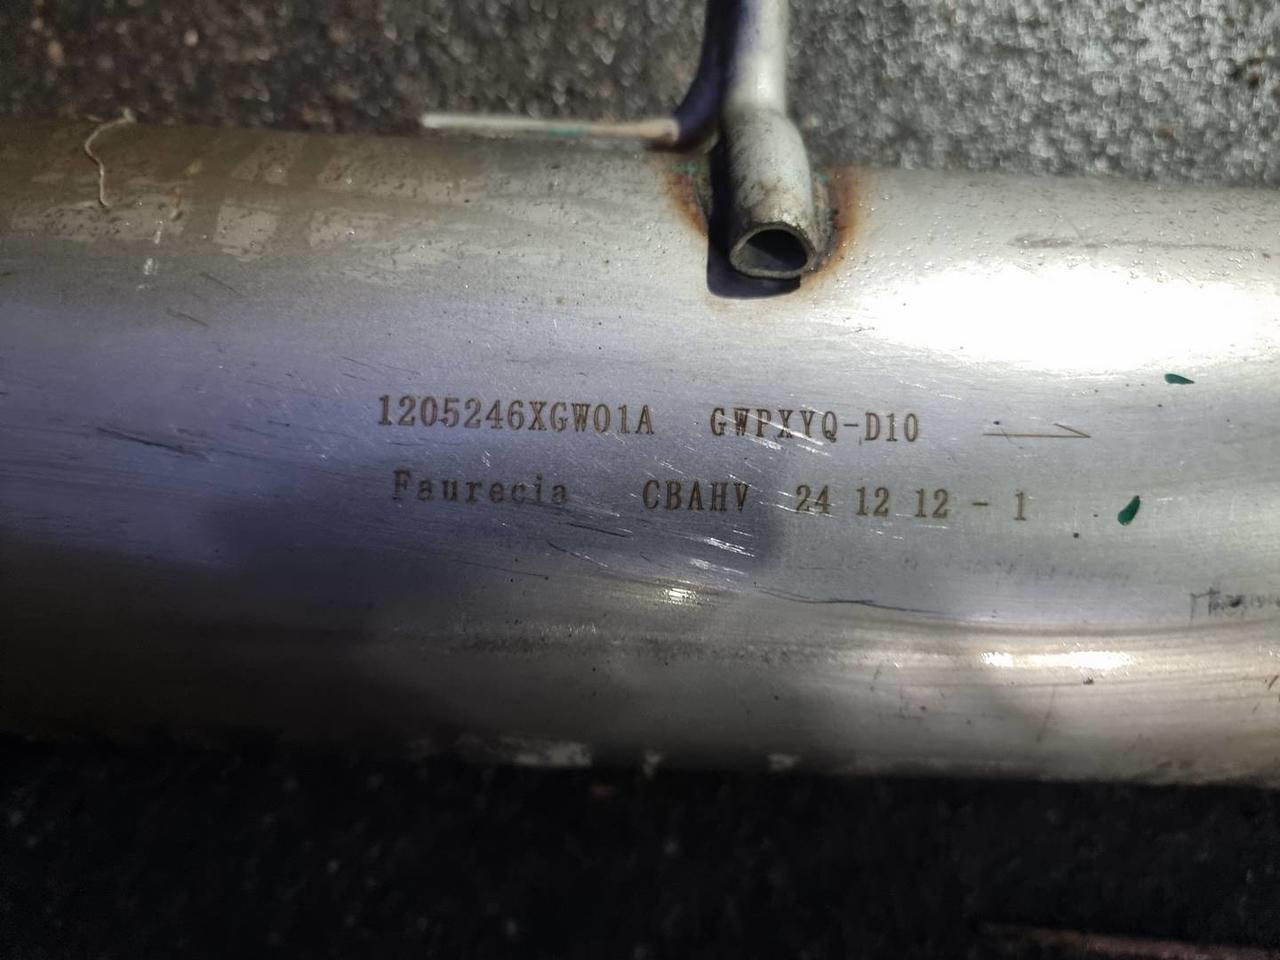 1205246XGW01A GWPXYQ-D10
Faurecia CBAHV 24 12 12 - 1